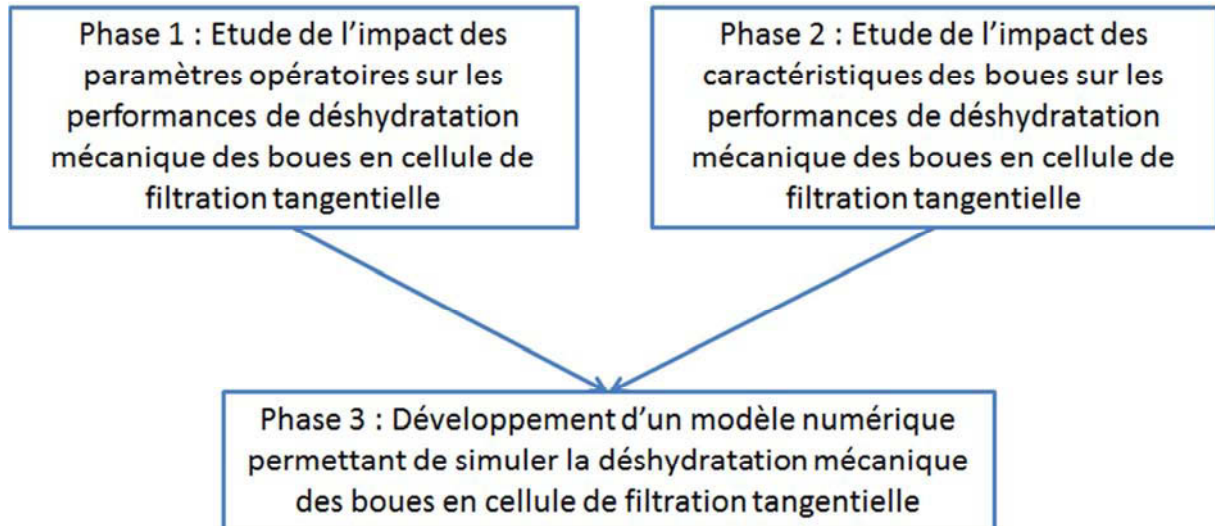 Phase 1 : Etude de l’impact des
paramètres opératoires sur les
performances de déshydratation
mécanique des boues en cellule de
filtration tangentielle
Phase 2 : Etude de l’impact des
caractéristiques des boues sur les
performances de déshydratation
mécanique des boues en cellule de
filtration tangentielle
Phase 3 : Développement d’un modèle numérique
permettant de simuler la déshydratation mécanique
des boues en cellule de filtration tangentielle